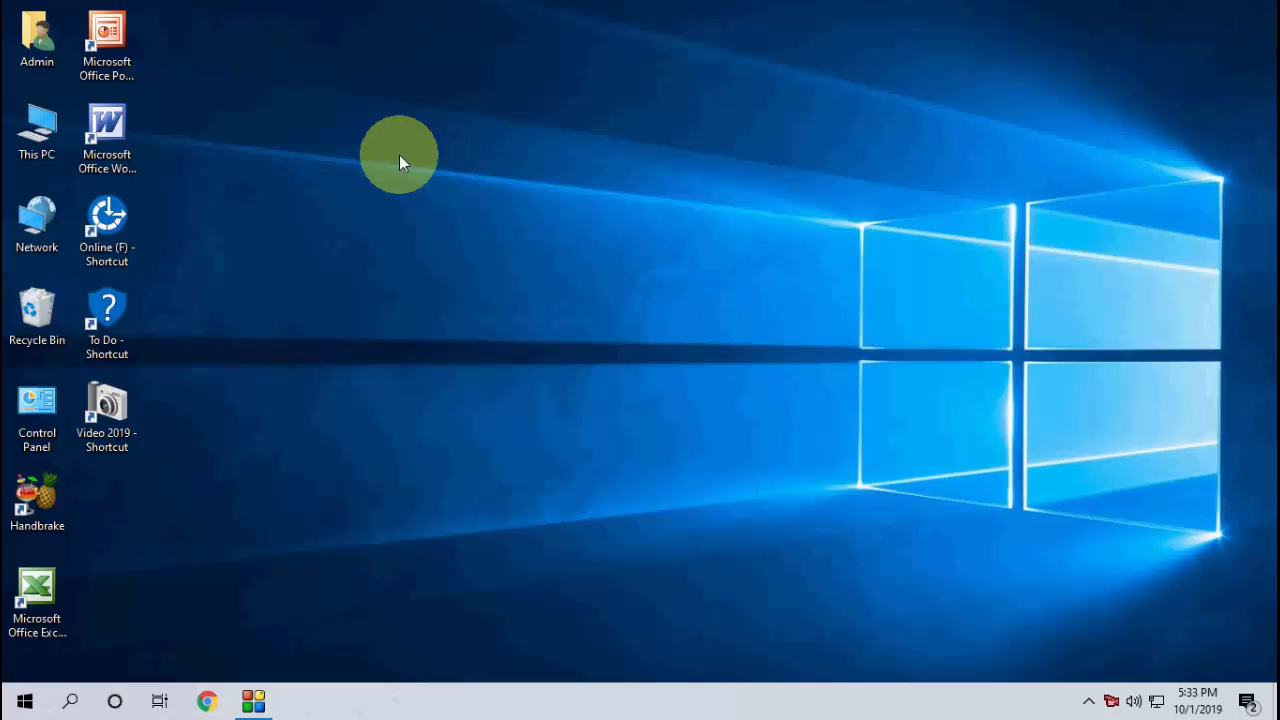 Admin
Microsoft
Office Po...
This PC
Microsoft
Office Wo...
Network
Online (F) -
Shortcut
Recycle Bin
To Do -
Shortcut
Control
Panel
Video 2019 -
Shortcut
Handbrake
Microsoft
Office Exc...
5:33 PM
10/1/2019
2